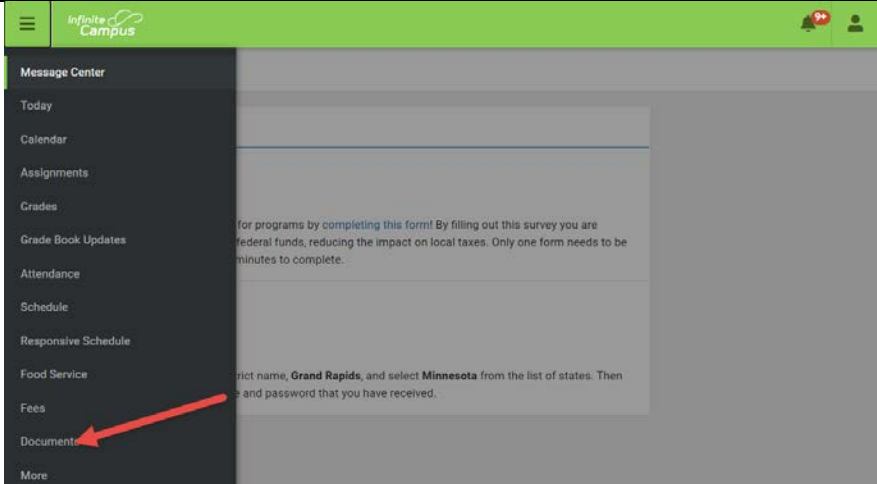 Infinite
Campus
9+
Message Center
Today
Calendar
Assignments
Grades
Grade Book Updates
Attendance
Schedule
Responsive Schedule
Food Service
Fees
Documents
More
for programs by completing this form! By filling out this survey you are
federal funds, reducing the impact on local taxes. Only one form needs to be
minutes to complete.
trict name, Grand Rapids, and select Minnesota from the list of states. Then
and password that you have received.